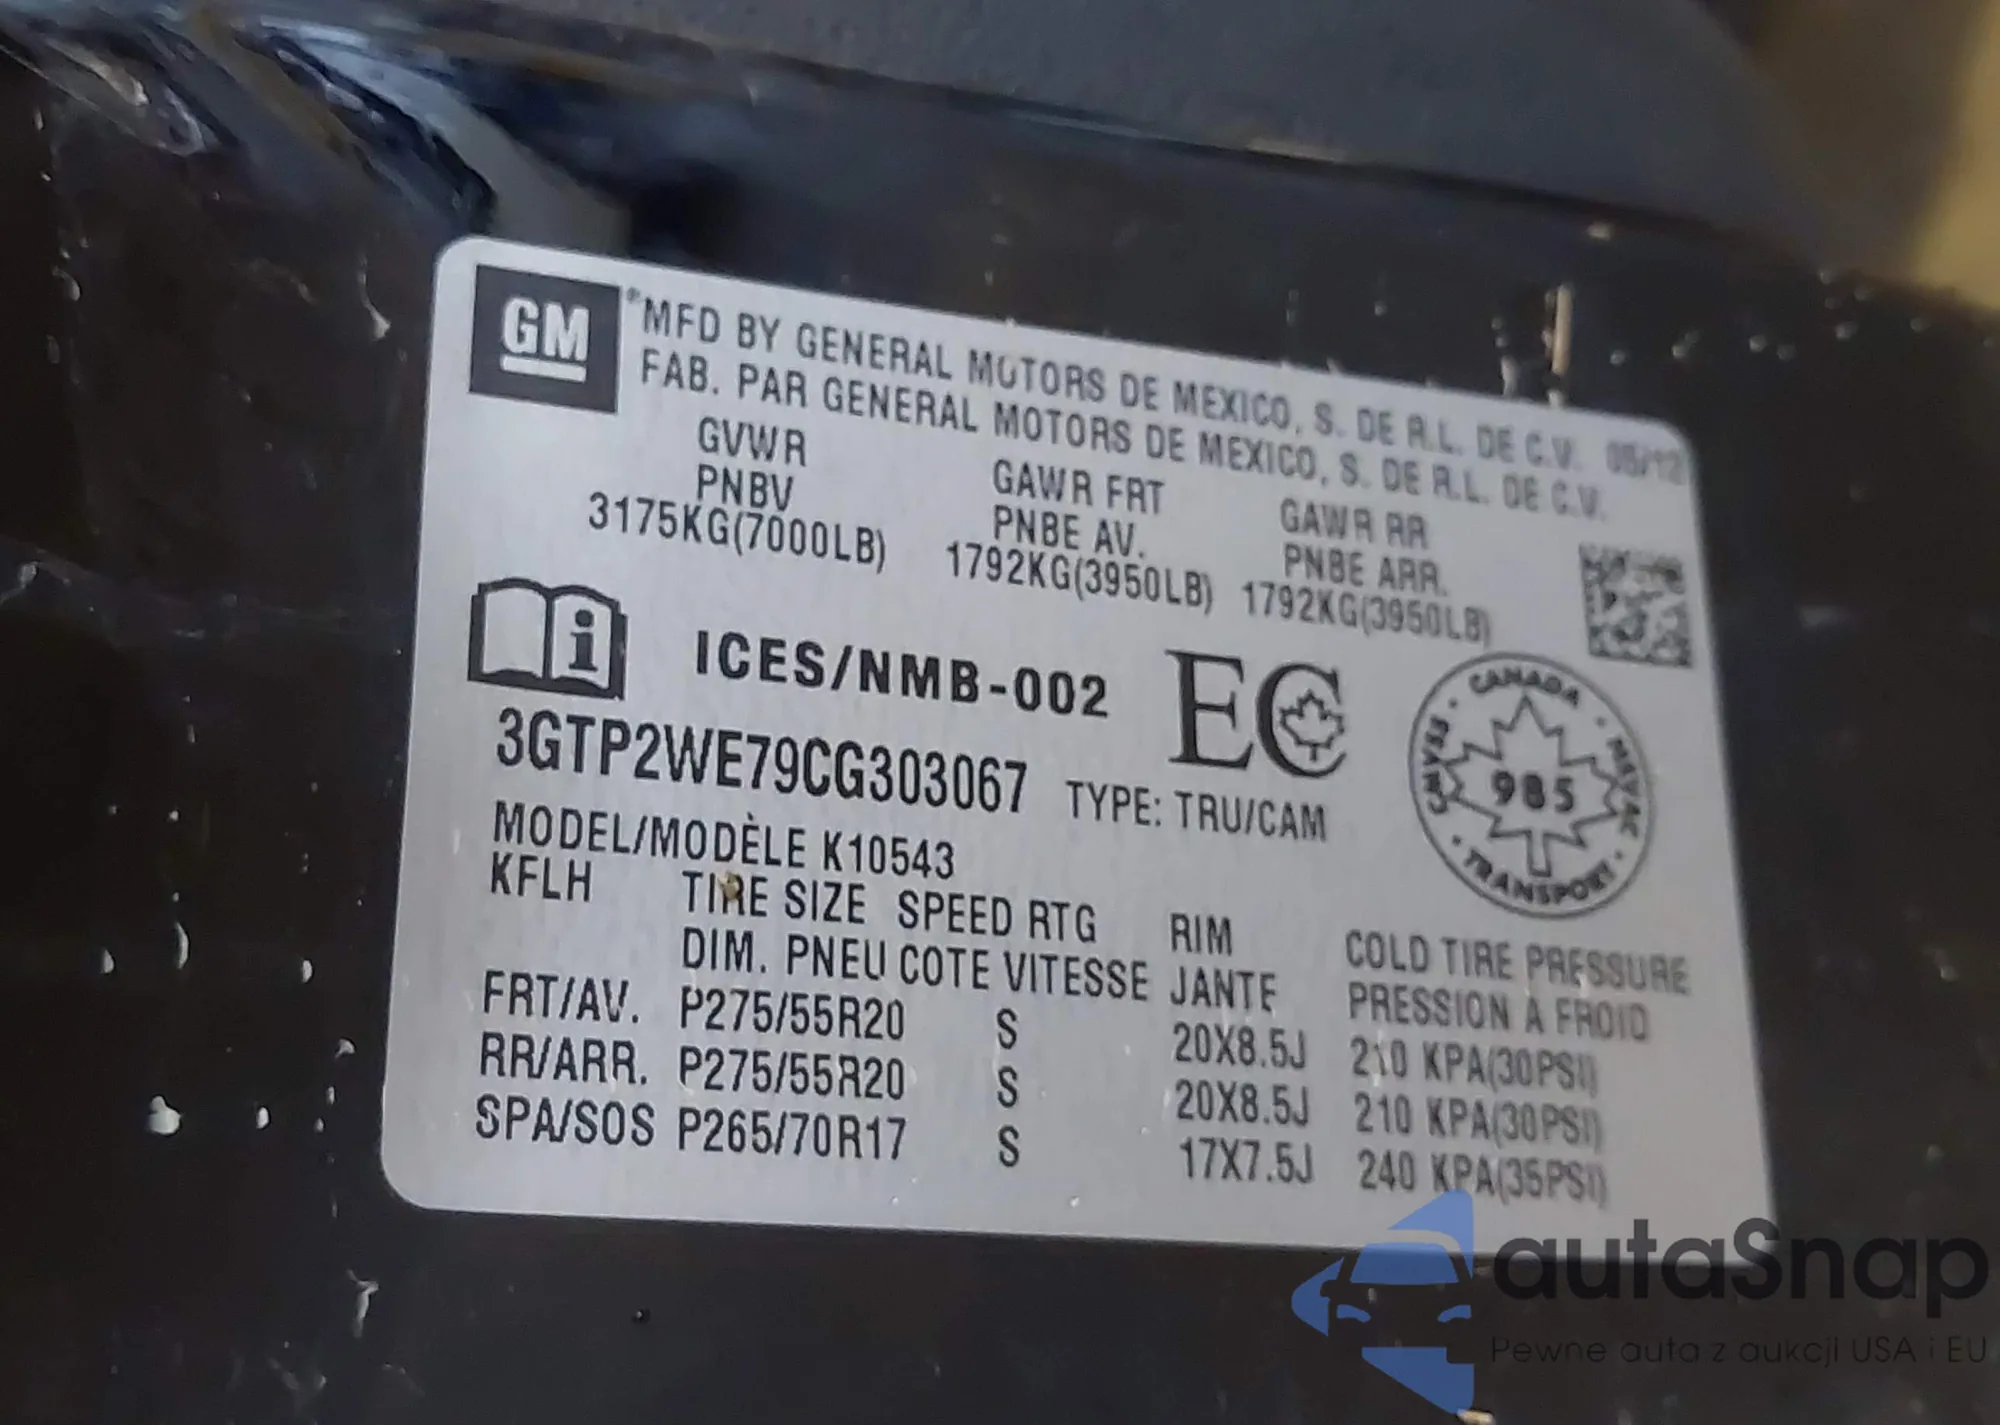 GM
MFD BY GENERAL MOTORS DE MEXICO, S. DE R.L. DE C.V. 05/12
FAB. PAR GENERAL MOTORS DE MEXICO, S. DE R.L. DE C.V.
GVWR GAWR FRT GAWR RR
PNBV PNBE AV. PNBE ARR.
3175KG(7000LB) 1792KG(3950LB) 1792KG(3950LB)
i ICES/NMB-002 EC
CANADA · MEVAC · TRANSPORT · CMVSS ·
985
3GTP2WE79CG303067 TYPE: TRU/CAM
MODEL/MODÈLE K10543
KFLH TIRE SIZE SPEED RTG RIM COLD TIRE PRESSURE
DIM. PNEU COTE VITESSE JANTE PRESSION À FROID
FRT/AV. P275/55R20 S 20X8.5J 210 KPA(30PSI)
RR/ARR. P275/55R20 S 20X8.5J 210 KPA(30PSI)
SPA/SOS P265/70R17 S 17X7.5J 240 KPA(35PSI)
autaSnap
Pewne auta z aukcji USA i EU